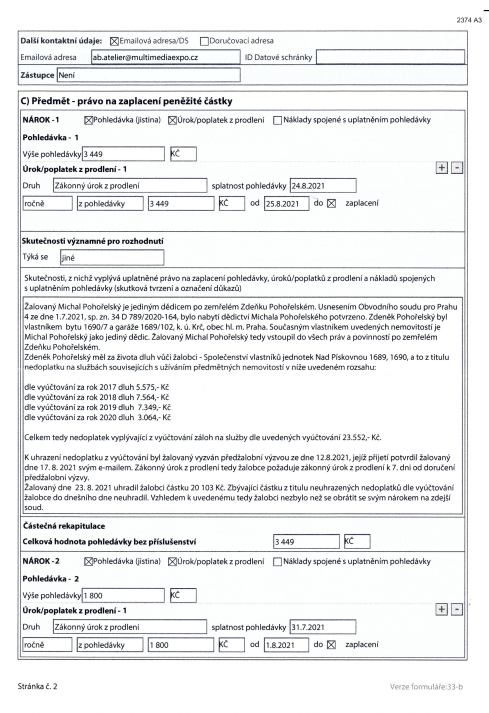 2374 A3
Další kontaktní údaje: Emailová adresa/DS Doručovací adresa
Emailová adresa ab.atelier@multimediaexpo.cz ID Datové schránky
Zástupce Není
C) Předmět - právo na zaplacení peněžité částky
NÁROK - 1 Pohledávka (jistina) Úrok/poplatek z prodlení Náklady spojené s uplatněním pohledávky
Pohledávka - 1
Výše pohledávky 3 449 KČ
Úrok/poplatek z prodlení - 1 + -
Druh Zákonný úrok z prodlení splatnost pohledávky 24.8.2021
ročně z pohledávky 3 449 KČ od 25.8.2021 do zaplacení
Skutečnosti významné pro rozhodnutí
Týká se jiné
Skutečnosti, z nichž vyplývá uplatněné právo na zaplacení pohledávky, úroků/poplatků z prodlení a nákladů spojených
s uplatněním pohledávky (skutková tvrzení a označení důkazů)
Žalovaný Michal Pohořelský je jediným dědicem po zemřelém Zdeňku Pohořelském. Usnesením Obvodního soudu pro Prahu
4 ze dne 1.7.2021, sp. zn. 34 D 789/2020-164, bylo nabytí dědictví Michala Pohořelského potvrzeno. Zdeněk Pohořelský byl
vlastníkem bytu 1690/7 a garáže 1689/102, k. ú. Krč, obec hl. m. Praha. Současným vlastníkem uvedených nemovitostí je
Michal Pohořelský jako jediný dědic. Žalovaný Michal Pohořelský tedy vstoupil do všech práv a povinností po zemřelém
Zdeňku Pohořelském.
Zdeněk Pohořelský měl za života dluh vůči žalobci - Společenství vlastníků jednotek Nad Pískovnou 1689, 1690, a to z titulu
nedoplatku na službách souvisejících s užíváním předmětných nemovitostí v níže uvedeném rozsahu:
dle vyúčtování za rok 2017 dluh 5.575,- Kč
dle vyúčtování za rok 2018 dluh 7.564,- Kč
dle vyúčtování za rok 2019 dluh 7.349,- Kč
dle vyúčtování za rok 2020 dluh 3.064,- Kč
Celkem tedy nedoplatek vyplývající z vyúčtování záloh na služby dle uvedených vyúčtování 23.552,- Kč.
K uhrazení nedoplatku z vyúčtování byl žalovaný vyzván předžalobní výzvou ze dne 12.8.2021, jejíž přijetí potvrdil žalovaný
dne 17. 8. 2021 svým e-mailem. Zákonný úrok z prodlení tedy žalobce požaduje zákonný úrok z prodlení k 7. dni od doručení
předžalobní výzvy.
Žalovaný dne 23. 8. 2021 uhradil žalobci částku 20 103 Kč. Zbývající částku z titulu neuhrazených nedoplatků dle vyúčtování
žalobce do dnešního dne neuhradil. Vzhledem k uvedenému tedy žalobci nezbylo než se obrátit se svým nárokem na zdejší
soud.
Částečná rekapitulace
Celková hodnota pohledávky bez příslušenství 3 449 KČ
NÁROK -2 Pohledávka (jistina) Úrok/poplatek z prodlení Náklady spojené s uplatněním pohledávky
Pohledávka - 2
Výše pohledávky 1 800 KČ
Úrok/poplatek z prodlení - 1 + -
Druh Zákonný úrok z prodlení splatnost pohledávky 31.7.2021
ročně z pohledávky 1 800 KČ od 1.8.2021 do zaplacení
Stránka č. 2 Verze formuláře:33-b